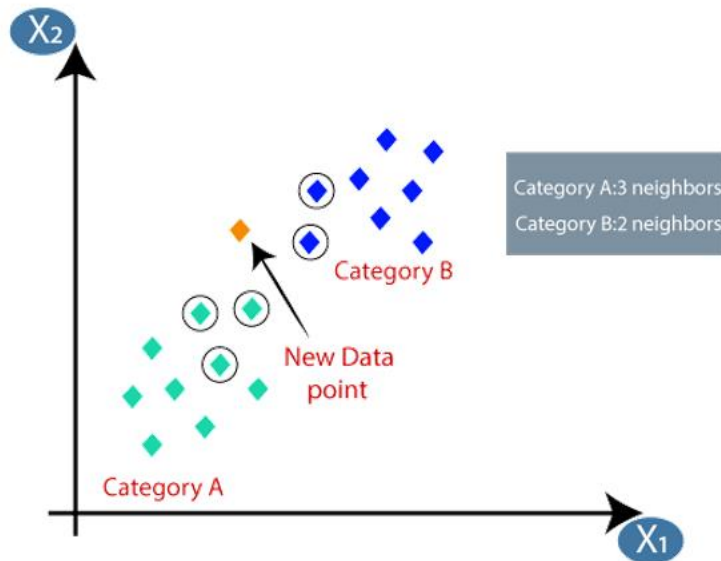 X2
Category A:3 neighbors
Category B:2 neighbors
Category B
New Data
point
Category A
X1